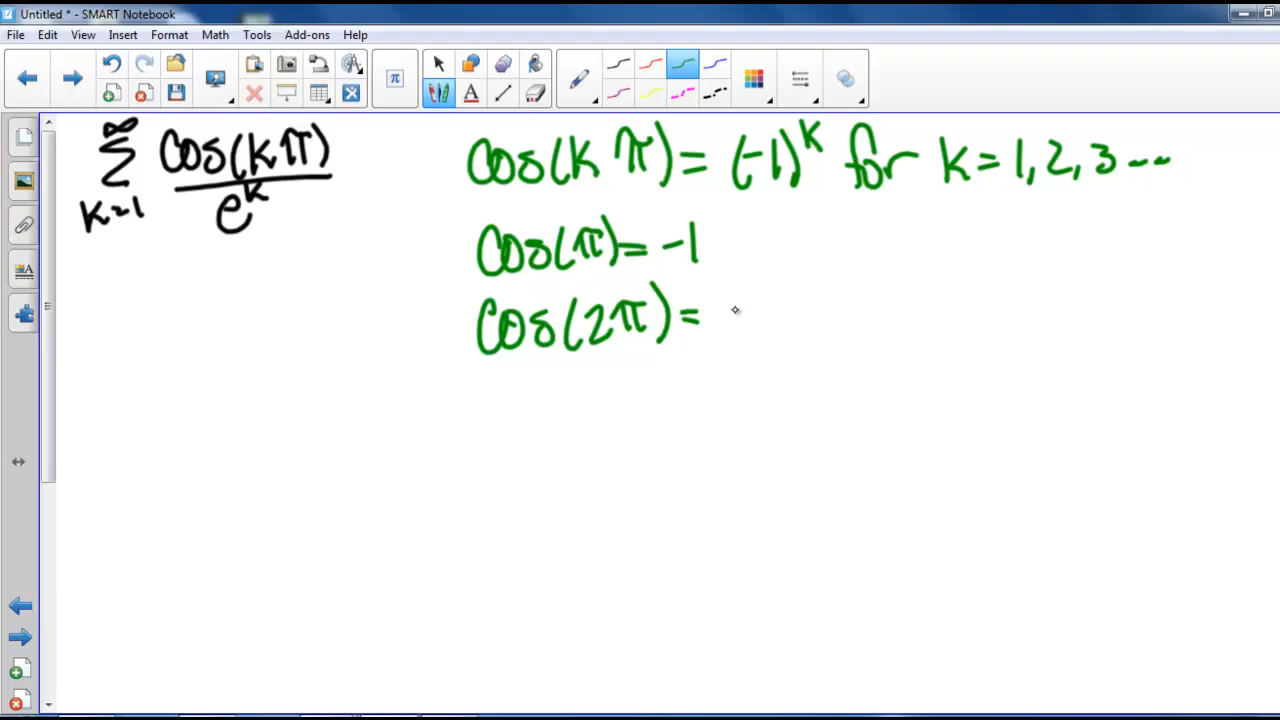 Untitled * - SMART Notebook
File Edit View Insert Format Math Tools Add-ons Help
π
A
∞
Σ cos(kπ)
k=1 e^k
cos(kπ) = (-1)^k for k = 1, 2, 3 ...
cos(π) = -1
cos(2π) =